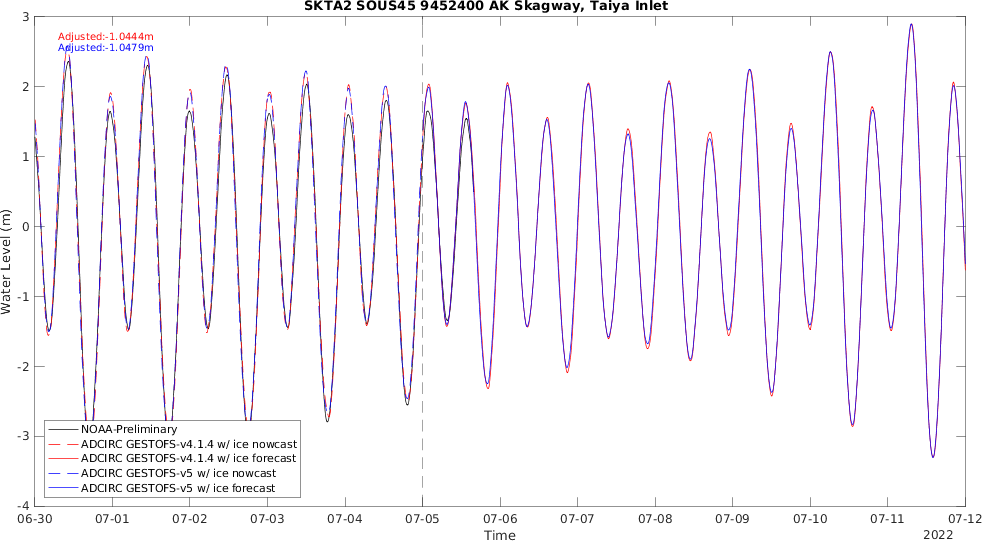 SKTA2 SOUS45 9452400 AK Skagway, Taiya Inlet
Adjusted:-1.0444m
Adjusted:-1.0479m
3
2
1
0
-1
-2
-3
-4
Water Level (m)
NOAA-Preliminary
ADCIRC GESTOFS-v4.1.4 w/ ice nowcast
ADCIRC GESTOFS-v4.1.4 w/ ice forecast
ADCIRC GESTOFS-v5 w/ ice nowcast
ADCIRC GESTOFS-v5 w/ ice forecast
06-30 07-01 07-02 07-03 07-04 07-05 07-06 07-07 07-08 07-09 07-10 07-11 07-12
Time
2022